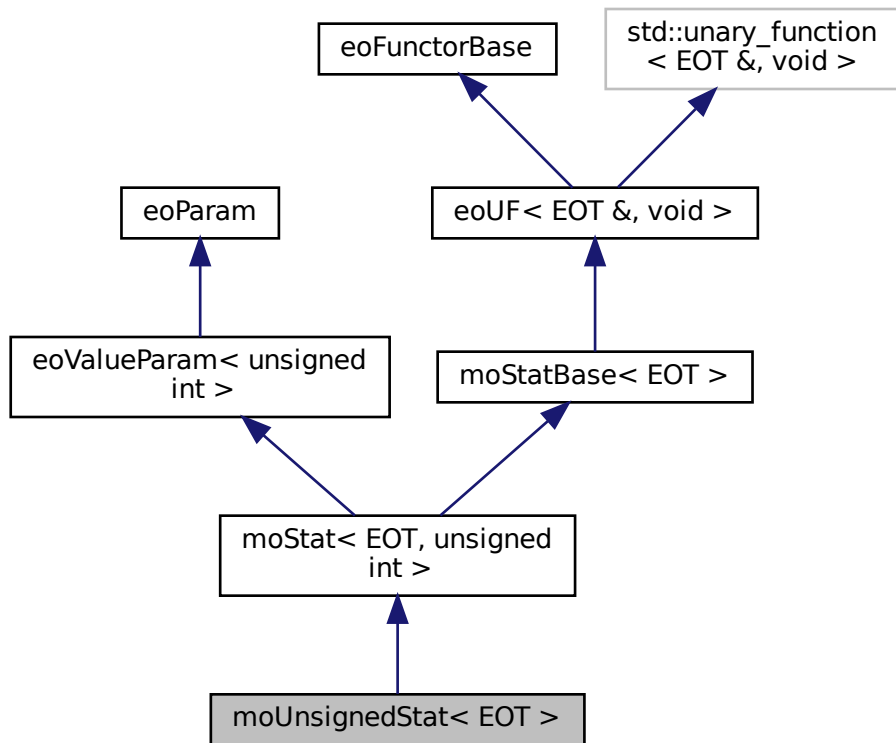 eoFunctorBase
std::unary_function
< EOT &, void >
eoParam
eoUF< EOT &, void >
eoValueParam< unsigned
int >
moStatBase< EOT >
moStat< EOT, unsigned
int >
moUnsignedStat< EOT >